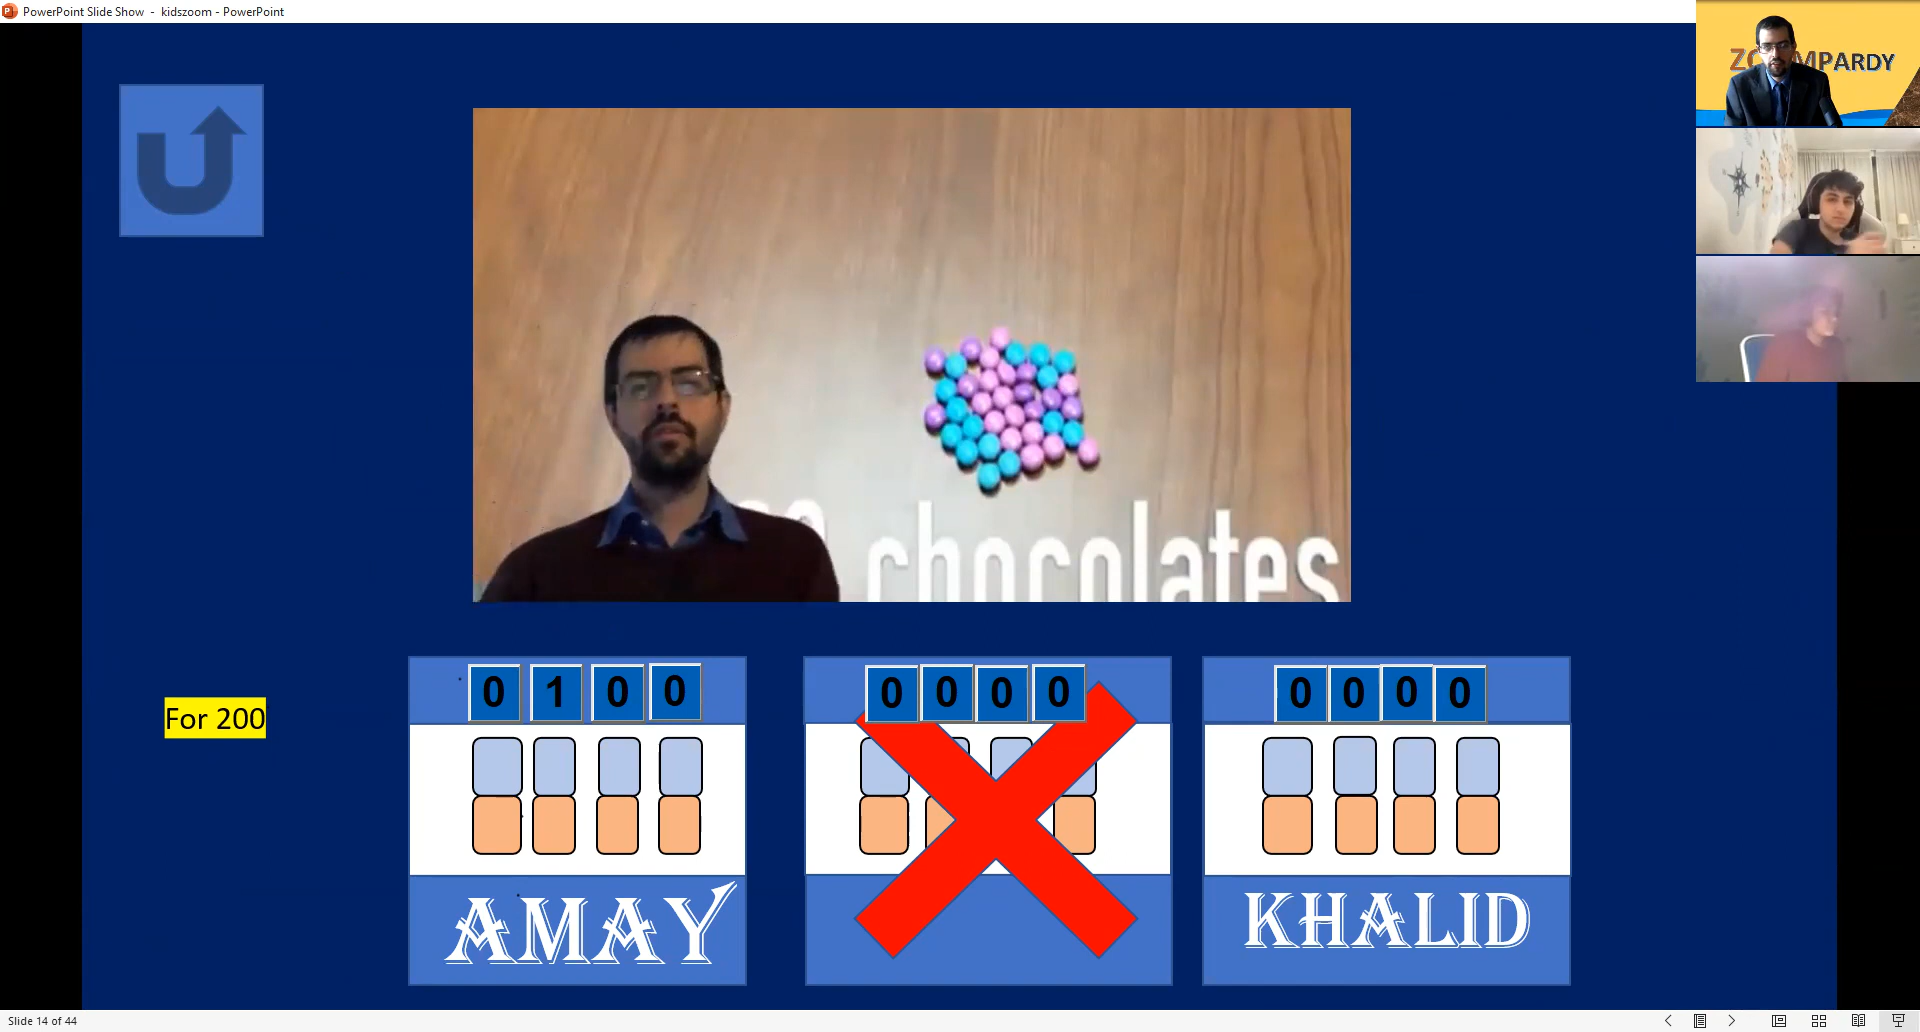 PowerPoint Slide Show - kidszoom - PowerPoint
chocolates
For 200
0 1 0 0
0 0 0 0
0 0 0 0
AMAY
KHALID
Slide 14 of 44